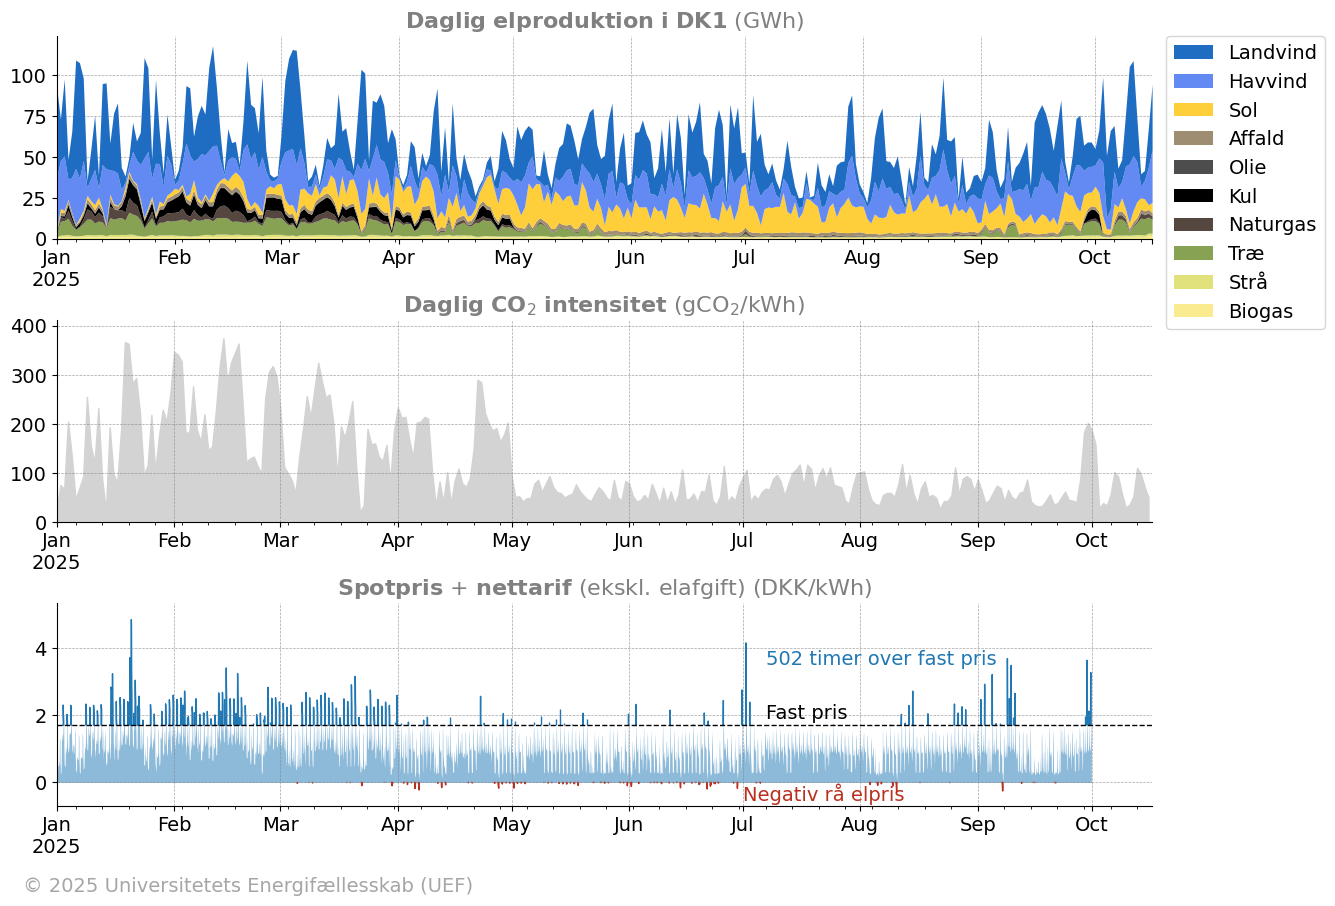 Daglig elproduktion i DK1 (GWh)
100
75
50
25
0
Jan Feb Mar Apr May Jun Jul Aug Sep Oct
2025
Landvind
Havvind
Sol
Affald
Olie
Kul
Naturgas
Træ
Strå
Biogas
Daglig CO₂ intensitet (gCO₂/kWh)
400
300
200
100
0
Jan Feb Mar Apr May Jun Jul Aug Sep Oct
2025
Spotpris + nettarif (ekskl. elafgift) (DKK/kWh)
4
502 timer over fast pris
2
Fast pris
0
Negativ rå elpris
Jan Feb Mar Apr May Jun Jul Aug Sep Oct
2025
© 2025 Universitetets Energifællesskab (UEF)